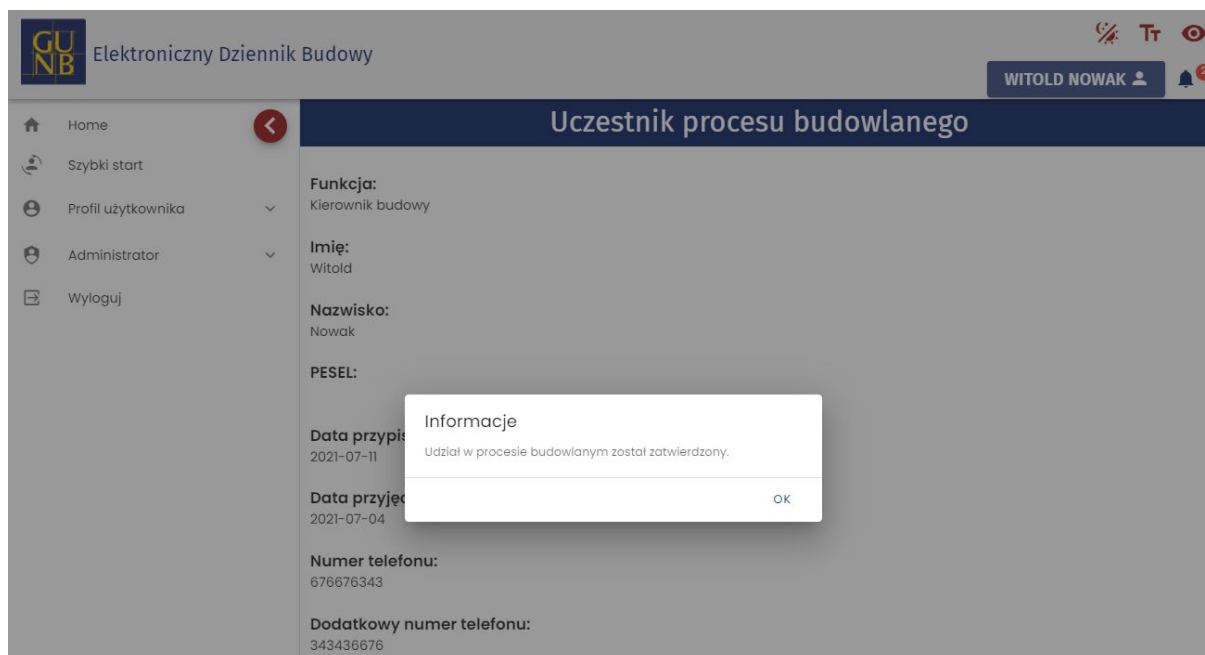 GU
NB
Elektroniczny Dziennik Budowy
Tт
WITOLD NOWAK
2
Home
Szybki start
Profil użytkownika
Administrator
Wyloguj
Uczestnik procesu budowlanego
Funkcja:
Kierownik budowy
Imię:
Witold
Nazwisko:
Nowak
PESEL:
Data przypis
2021-07-11
Data przyjęc
2021-07-04
Numer telefonu:
676676343
Dodatkowy numer telefonu:
343436676
Informacje
Udział w procesie budowlanym został zatwierdzony.
OK